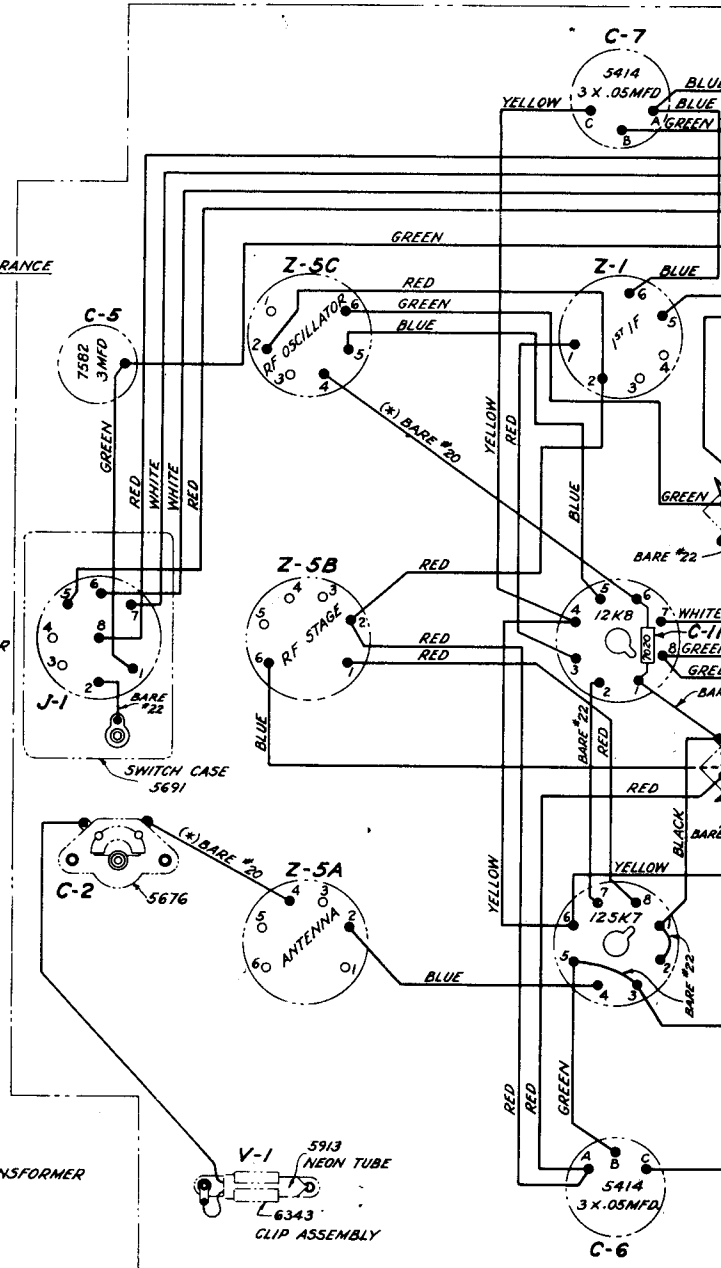 C-7
5414
3 X .05MFD
YELLOW
C
A
B
BLUE
BLUE
GREEN
GREEN
RANCE
Z-5C
RED
GREEN
BLUE
RF OSCILLATOR
1
2
3
4
5
6
Z-1
BLUE
1ST IF
1
2
3
4
5
6
C-5
7582
3MFD
GREEN
RED
WHITE
WHITE
RED
(*) BARE #20
YELLOW
RED
BLUE
GREEN
BARE #22
Z-5B
RF STAGE
1
2
3
4
5
6
RED
RED
RED
BLUE
12K8
1
2
3
4
5
6
7
8
7020
C-11
WHITE
GREEN
GREE
BAR
R
J-1
1
2
3
4
5
6
7
8
BARE
#22
SWITCH CASE
5691
BARE #22
RED
RED
BLACK
BARE
C-2
5676
(*) BARE #20
Z-5A
ANTENNA
1
2
3
4
5
6
BLUE
YELLOW
YELLOW
12SK7
1
2
3
4
5
6
7
8
BARE #22
RED
RED
GREEN
NSFORMER
V-1
5913
NEON TUBE
6343
CLIP ASSEMBLY
A
B
C
5414
3 X .05MFD.
C-6